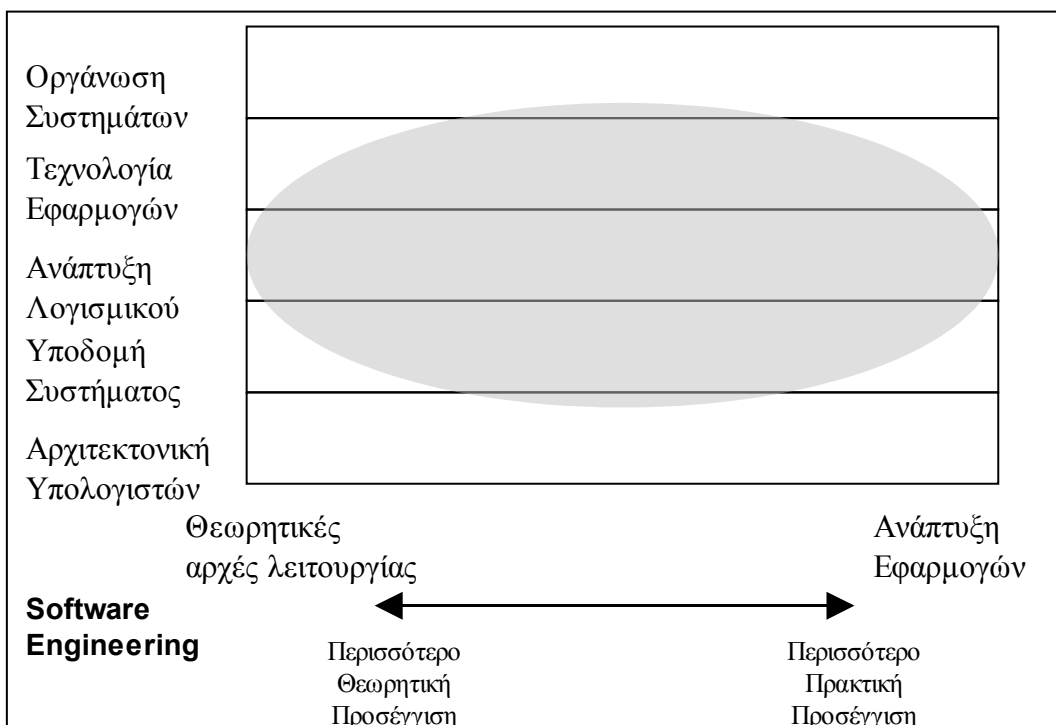 Οργάνωση
Συστημάτων
Τεχνολογία
Εφαρμογών
Ανάπτυξη
Λογισμικού
Υποδομή
Συστήματος
Αρχιτεκτονική
Υπολογιστών
Θεωρητικές
αρχές λειτουργίας
Ανάπτυξη
Εφαρμογών
Software
Engineering
Περισσότερο
Θεωρητική
Προσέγγιση
Περισσότερο
Πρακτική
Προσέγγιση